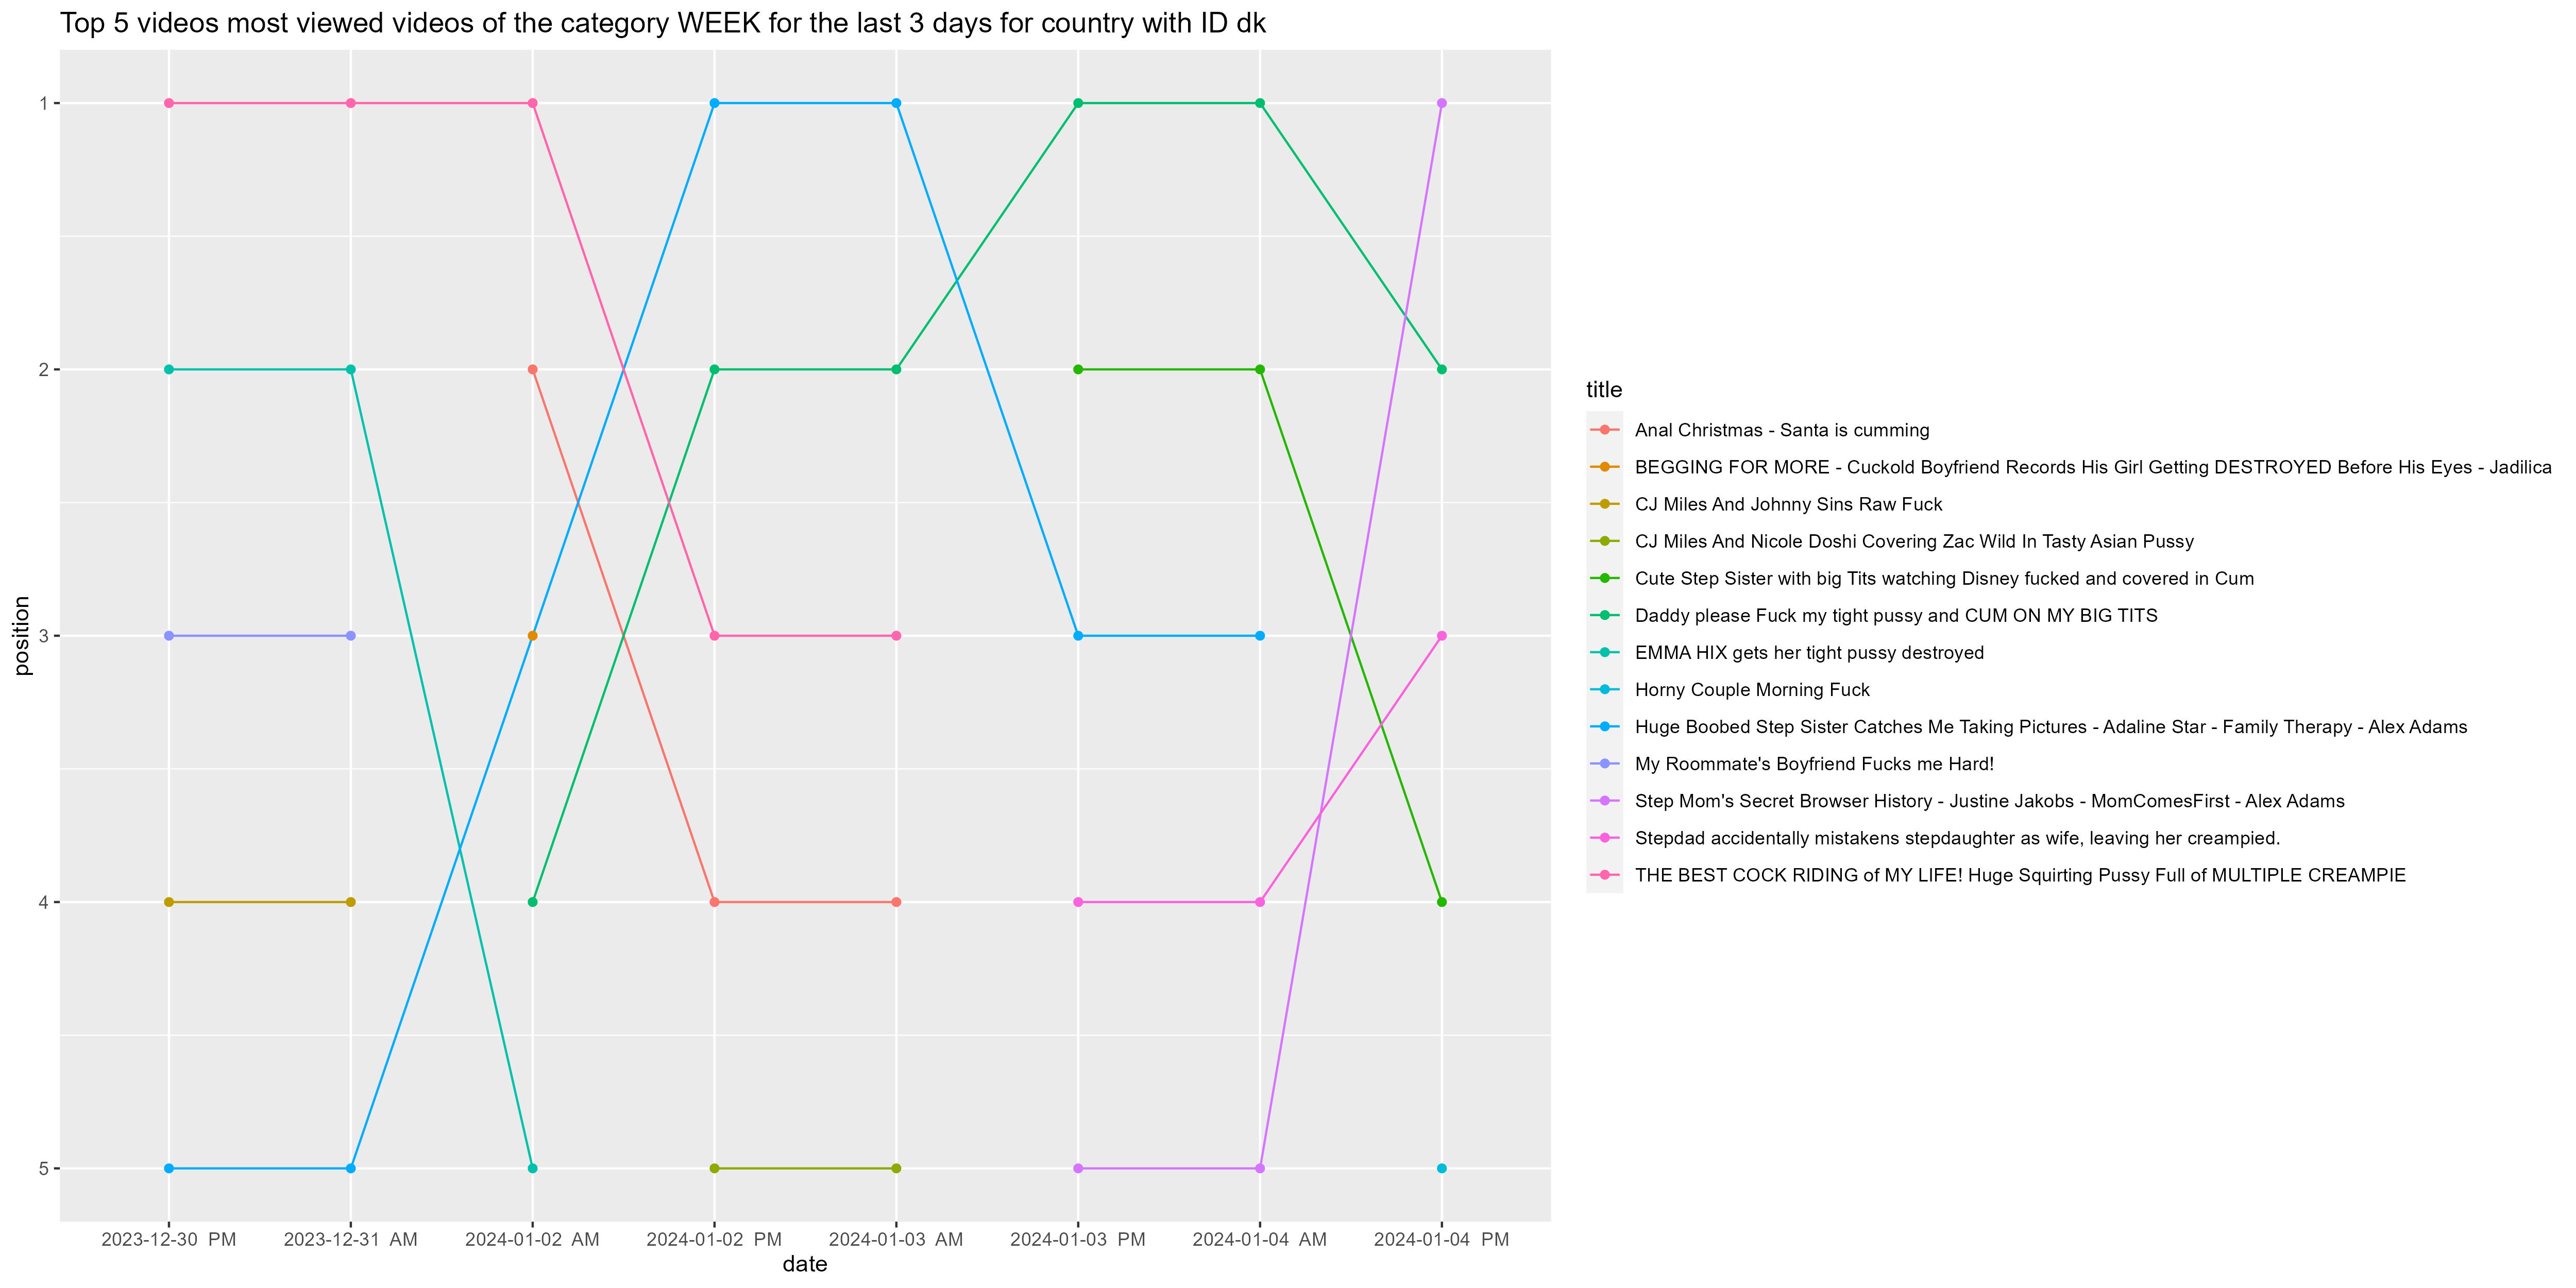 Top 5 videos most viewed videos of the category WEEK for the last 3 days for country with ID dk
position
1
2
3
4
5
2023-12-30 PM
2023-12-31 AM
2024-01-02 AM
2024-01-02 PM
2024-01-03 AM
2024-01-03 PM
2024-01-04 AM
2024-01-04 PM
date
title
Anal Christmas - Santa is cumming
BEGGING FOR MORE - Cuckold Boyfriend Records His Girl Getting DESTROYED Before His Eyes - Jadilica
CJ Miles And Johnny Sins Raw Fuck
CJ Miles And Nicole Doshi Covering Zac Wild In Tasty Asian Pussy
Cute Step Sister with big Tits watching Disney fucked and covered in Cum
Daddy please Fuck my tight pussy and CUM ON MY BIG TITS
EMMA HIX gets her tight pussy destroyed
Horny Couple Morning Fuck
Huge Boobed Step Sister Catches Me Taking Pictures - Adaline Star - Family Therapy - Alex Adams
My Roommate's Boyfriend Fucks me Hard!
Step Mom's Secret Browser History - Justine Jakobs - MomComesFirst - Alex Adams
Stepdad accidentally mistakens stepdaughter as wife, leaving her creampied.
THE BEST COCK RIDING of MY LIFE! Huge Squirting Pussy Full of MULTIPLE CREAMPIE